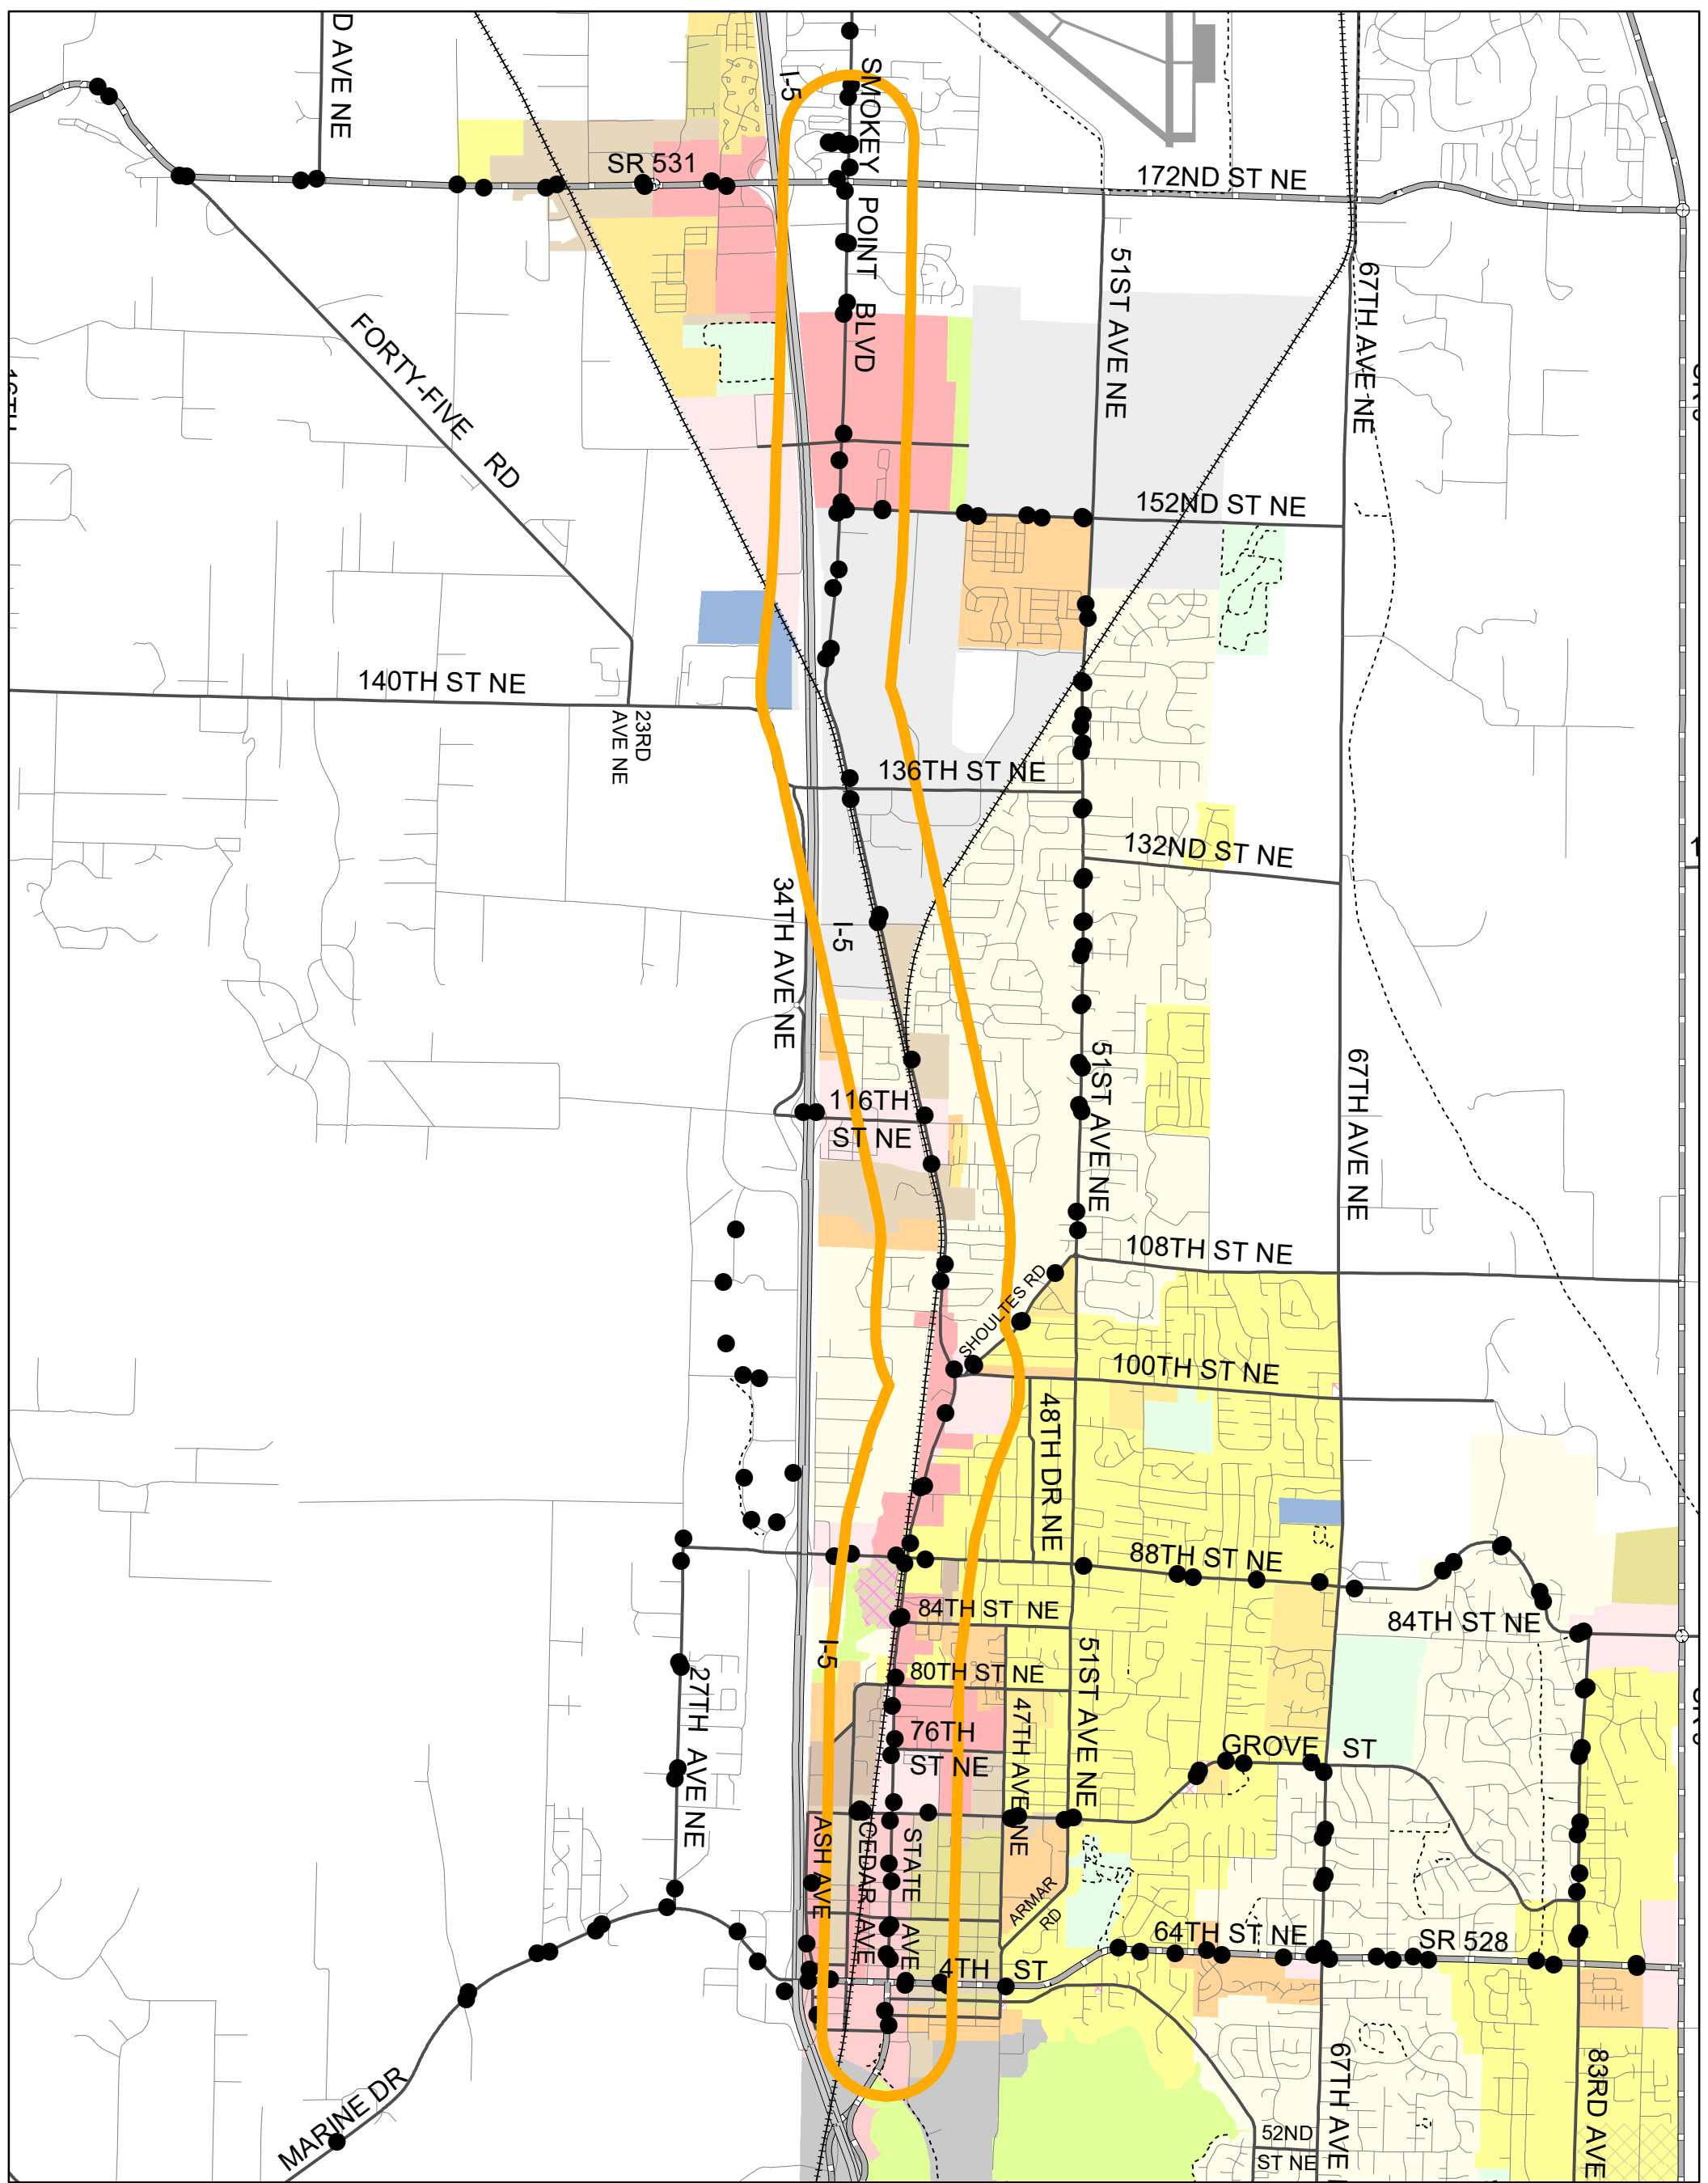 D AVE NE
I-5
SMOKEY POINT BLVD
SR 531
172ND ST NE
51ST AVE NE
67TH AVE NE
FORTY-FIVE RD
152ND ST NE
140TH ST NE
23RD
AVE NE
136TH ST NE
132ND ST NE
34TH AVE NE
I-5
51ST AVE NE
67TH AVE NE
116TH
ST NE
108TH ST NE
SHOULTES RD
100TH ST NE
48TH DR NE
88TH ST NE
84TH ST NE
84TH ST NE
I-5
80TH ST NE
51ST AVE NE
27TH AVE NE
47TH AVE NE
76TH
ST NE
GROVE ST
ASH AVE
CEDAR AVE
STATE AVE
ARMAR
RD
64TH ST NE
SR 528
4TH ST
MARINE DR
67TH AVE
83RD AVE
52ND
ST NE